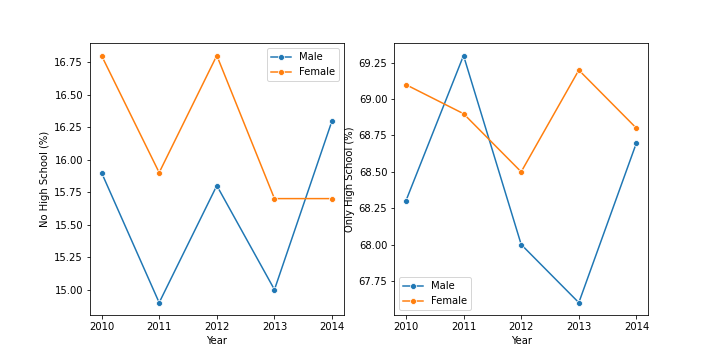 Male
Female
No High School (%)
16.75
16.50
16.25
16.00
15.75
15.50
15.25
15.00
2010 2011 2012 2013 2014
Year
Only High School (%)
69.25
69.00
68.75
68.50
68.25
68.00
67.75
Male
Female
2010 2011 2012 2013 2014
Year